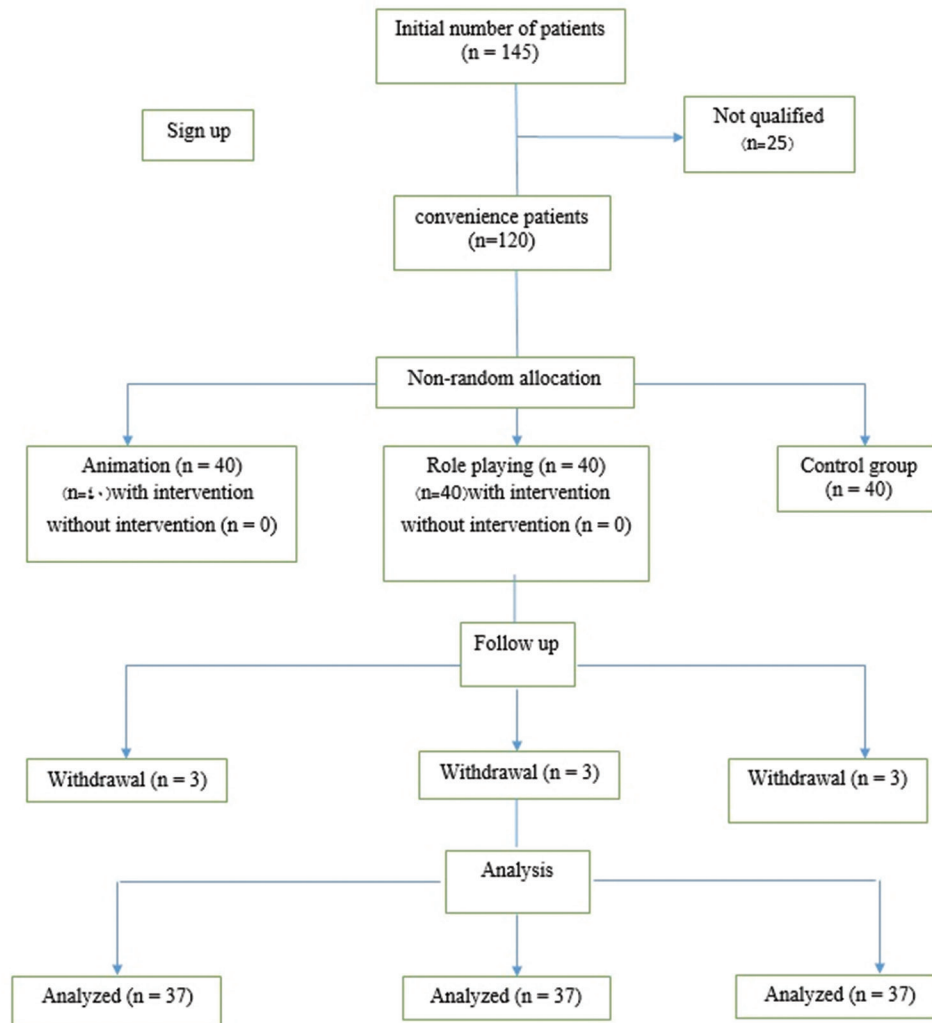 Initial number of patients
(n = 145)
Sign up
Not qualified
(n=25)
convenience patients
(n=120)
Non-random allocation
Animation (n = 40)
(n=٤٠)with intervention
without intervention (n = 0)
Role playing (n = 40)
(n=40)with intervention
without intervention (n = 0)
Control group
(n = 40)
Follow up
Withdrawal (n = 3)
Withdrawal (n = 3)
Withdrawal (n = 3)
Analysis
Analyzed (n = 37)
Analyzed (n = 37)
Analyzed (n = 37)